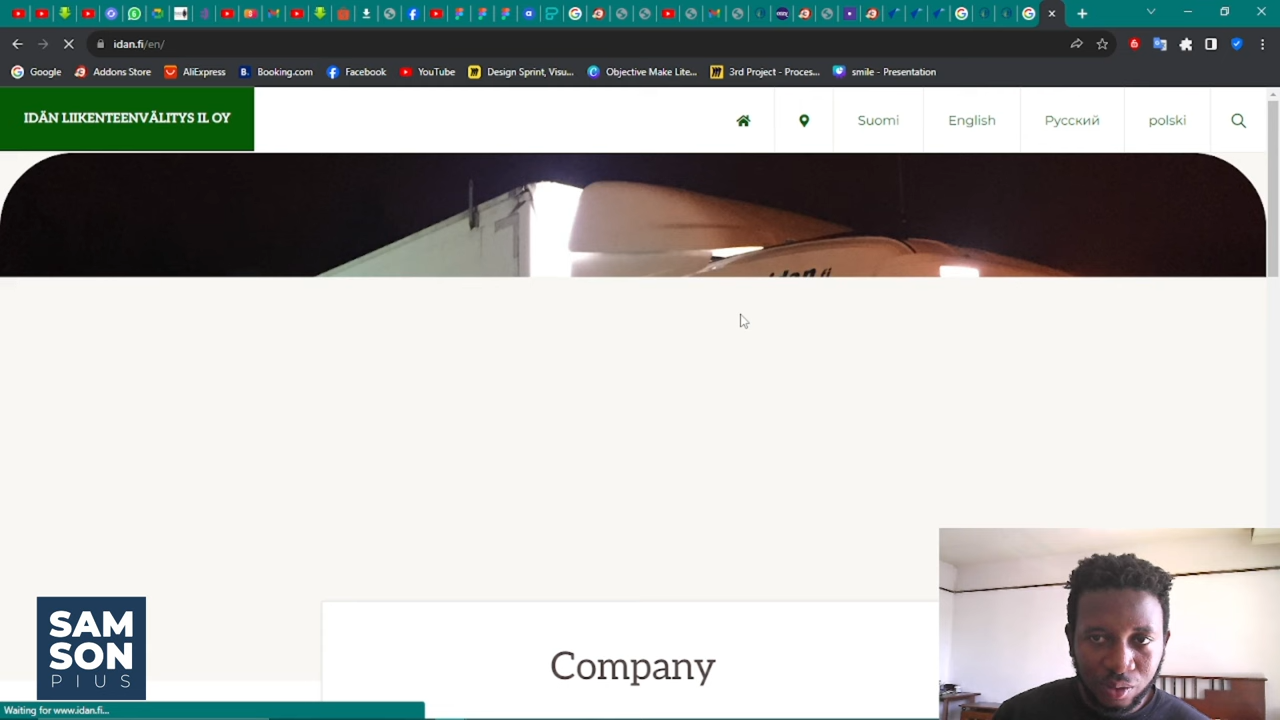 idan.fi/en/
Google
Addons Store
AliExpress
Booking.com
Facebook
YouTube
Design Sprint, Visu...
Objective Make Lite...
3rd Project - Proces...
smile - Presentation
IDÄN LIIKENTEENVÄLITYS IL OY
Suomi
English
Русский
polski
idan.fi
Company
SAM
SON
PIUS
Waiting for www.idan.fi...